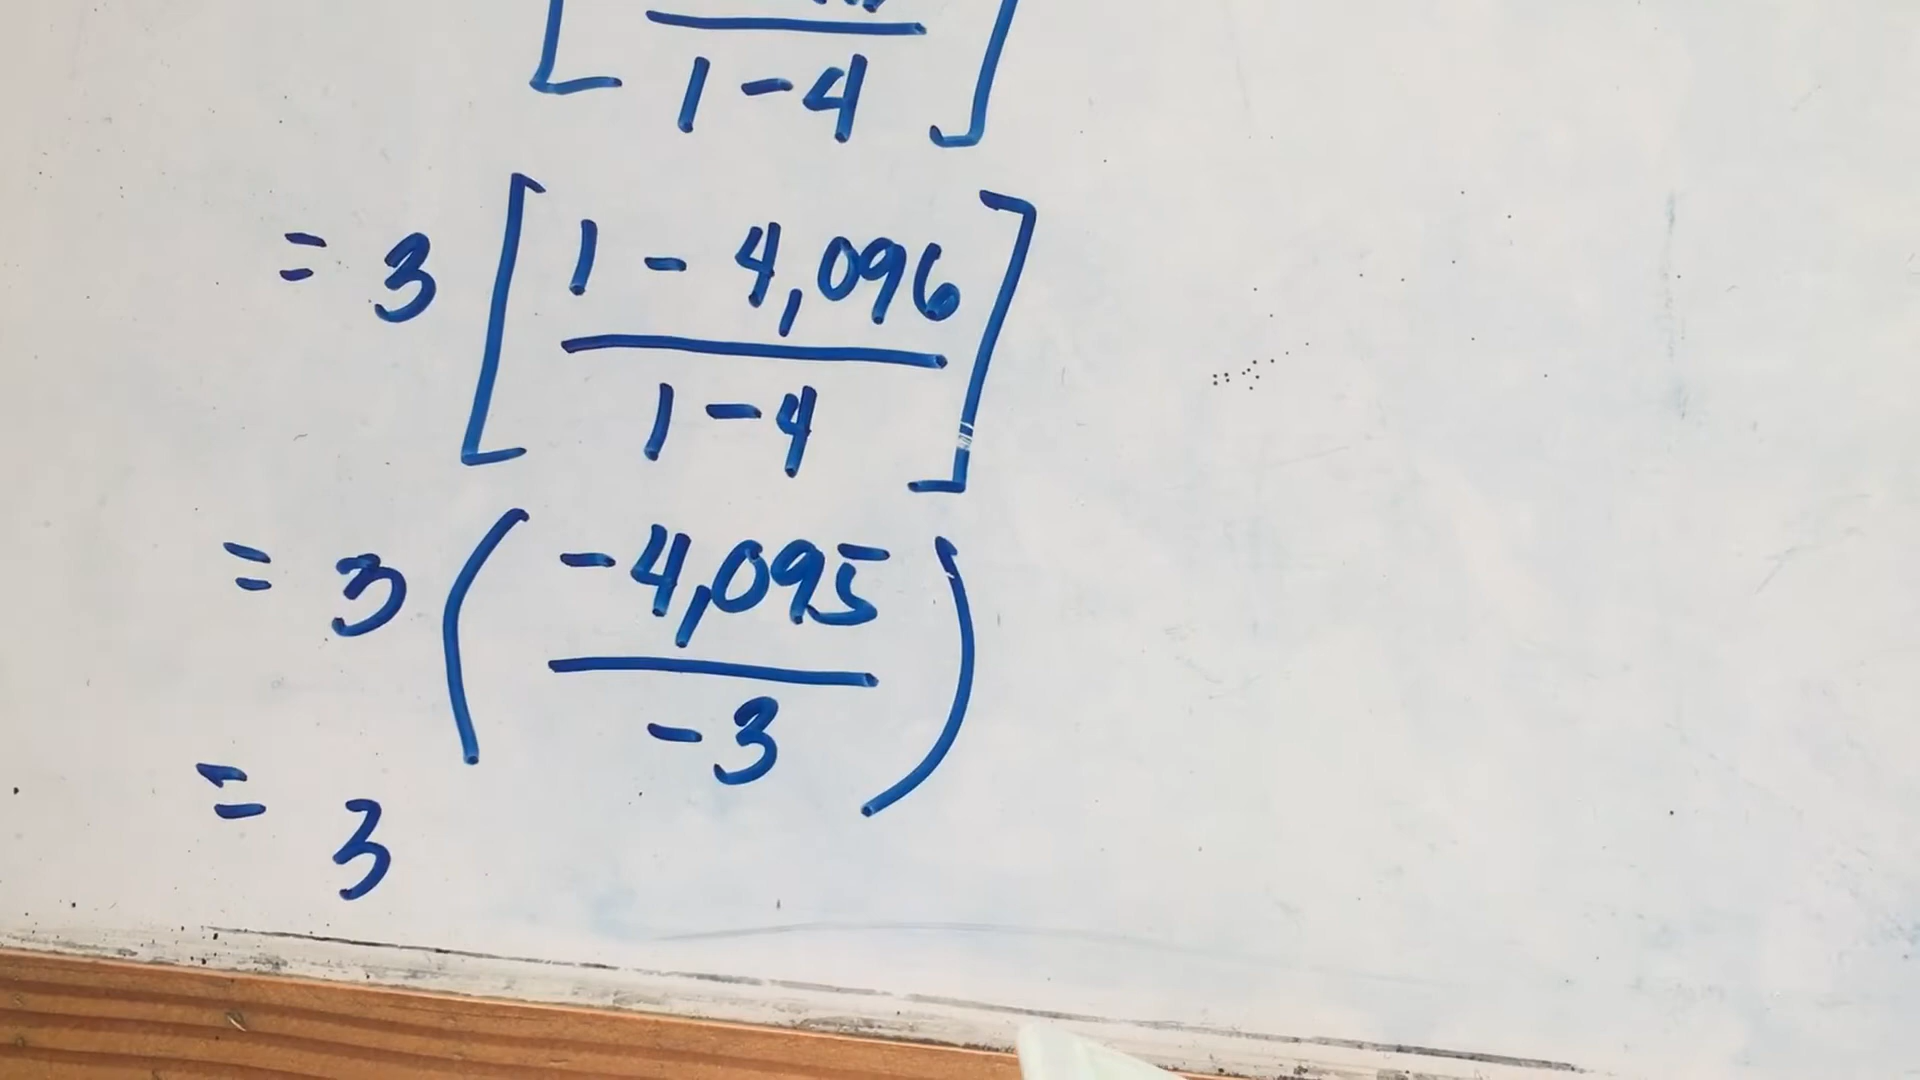 1-4
= 3 [ 1 - 4,096
1-4 ]
= 3 ( -4,095
-3 )
= 3